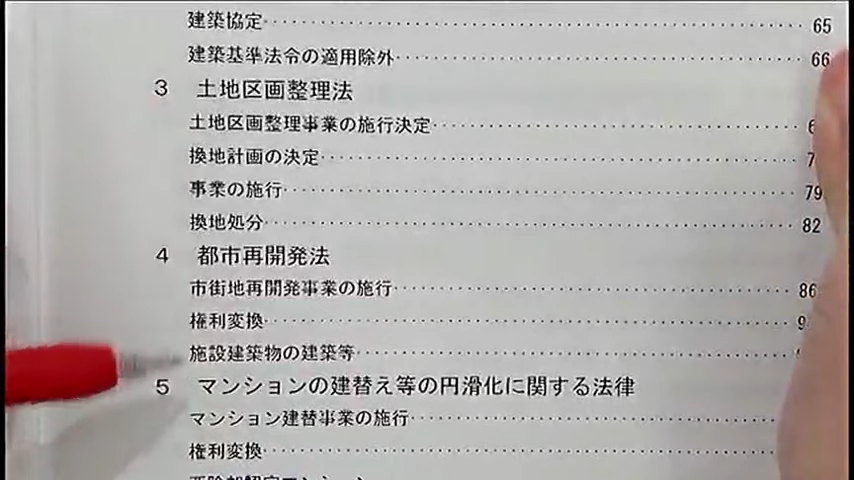 建築協定 65
建築基準法令の適用除外 66
3 土地区画整理法
土地区画整理事業の施行決定
換地計画の決定
事業の施行 79
換地処分 82
4 都市再開発法
市街地再開発事業の施行 86
権利変換
施設建築物の建築等
5 マンションの建替え等の円滑化に関する法律
マンション建替事業の施行
権利変換